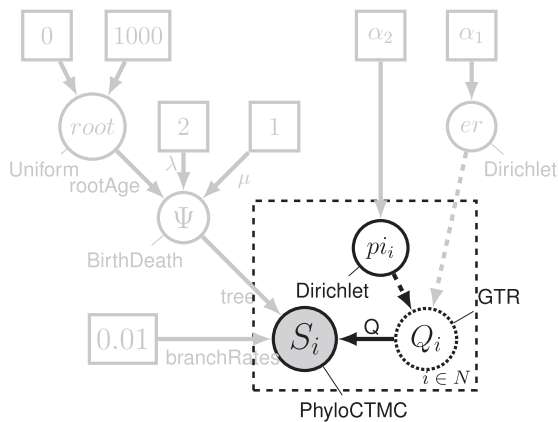 0
1000
α₂
α₁
root
2
1
er
Uniform
Dirichlet
rootAge
λ
μ
Ψ
piᵢ
BirthDeath
Dirichlet
tree
GTR
0.01
Sᵢ
Q
Qᵢ
branchRates
i ∈ N
PhyloCTMC